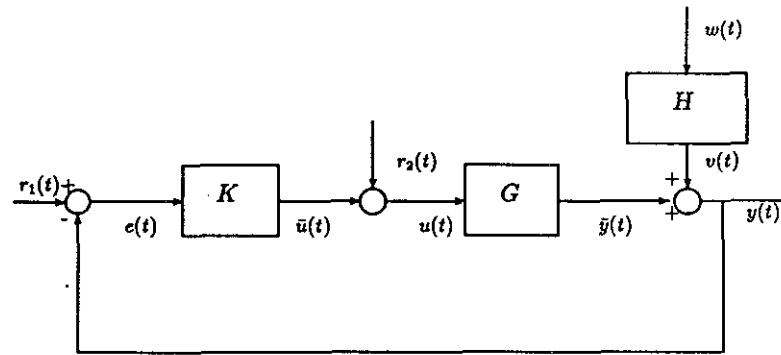 w(t)
H
r₂(t)
v(t)
+
r₁(t) +
K
G
-
e(t)
ū(t)
u(t)
ȳ(t)
+
y(t)